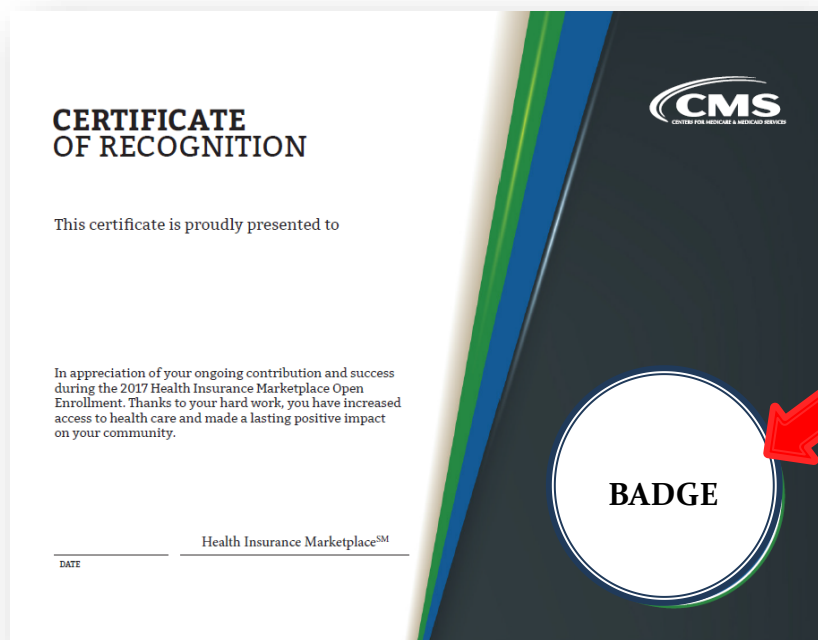 CERTIFICATE
OF RECOGNITION
CMS
CENTERS FOR MEDICARE & MEDICAID SERVICES
This certificate is proudly presented to
In appreciation of your ongoing contribution and success
during the 2017 Health Insurance Marketplace Open
Enrollment. Thanks to your hard work, you have increased
access to health care and made a lasting positive impact
on your community.
BADGE
Health Insurance Marketplace℠
DATE